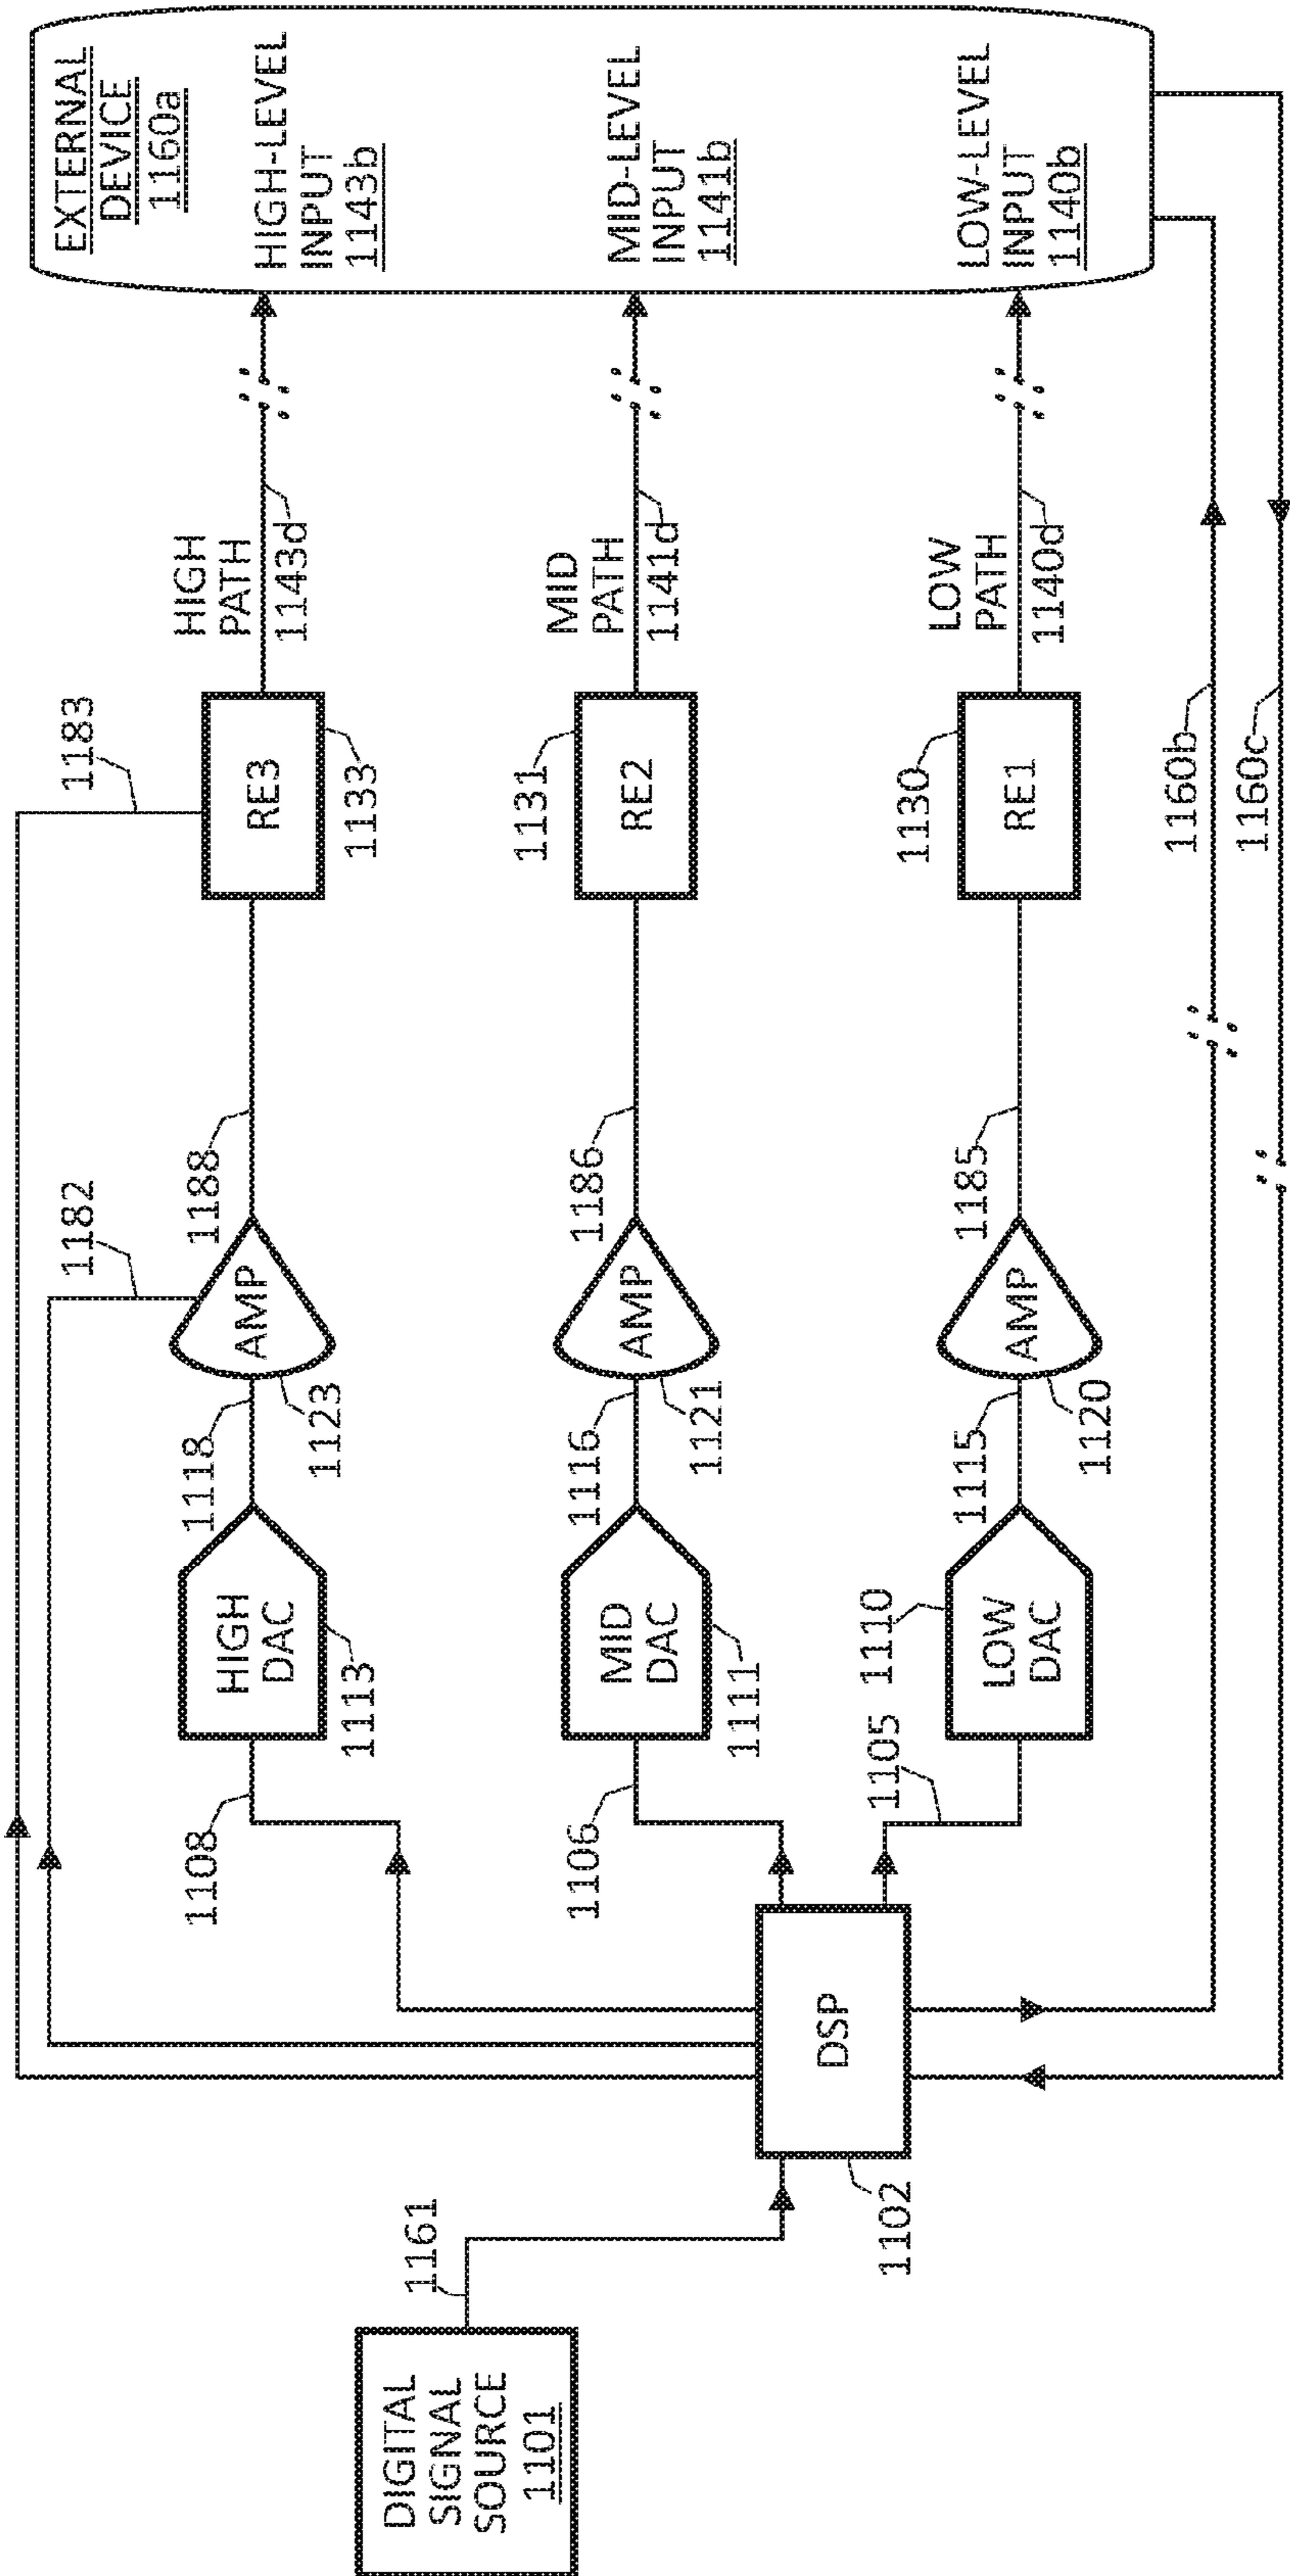 EXTERNAL
DEVICE
1160a
HIGH-LEVEL
INPUT
1143b
MID-LEVEL
INPUT
1141b
LOW-LEVEL
INPUT
1140b
HIGH
PATH
1143d
MID
PATH
1141d
LOW
PATH
1140d
1183
RE3
1133
1131
RE2
1130
RE1
1160b
1160c
1182
1188
AMP
1118
1123
1186
AMP
1116
1121
1185
AMP
1115
1120
HIGH
DAC
1113
1108
MID
DAC
1111
1106
LOW
DAC
1110
1105
DSP
1102
1161
DIGITAL
SIGNAL
SOURCE
1101